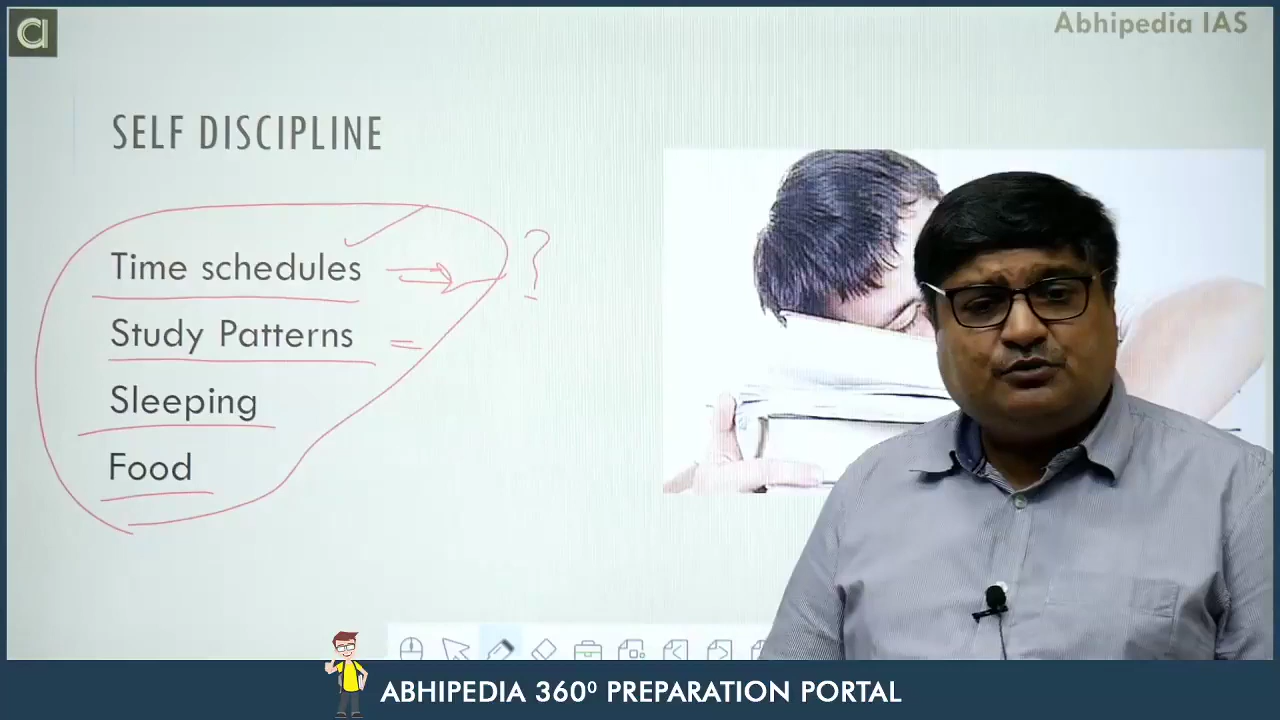 Abhipedia IAS
SELF DISCIPLINE
Time schedules
?
Study Patterns =
Sleeping
Food
ABHIPEDIA 360⁰ PREPARATION PORTAL